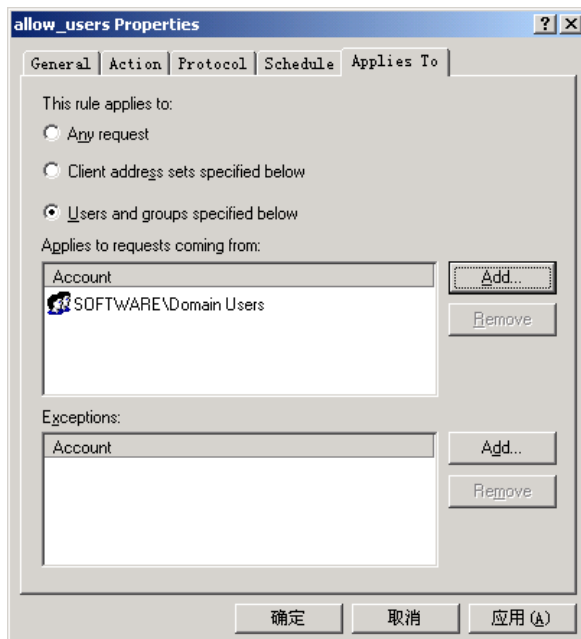 allow_users Properties
General Action Protocol Schedule Applies To
This rule applies to:
Any request
Client address sets specified below
Users and groups specified below
Applies to requests coming from:
Account
Add...
SOFTWARE\Domain Users
Remove
Exceptions:
Account
Add...
Remove
确定 取消 应用(A)